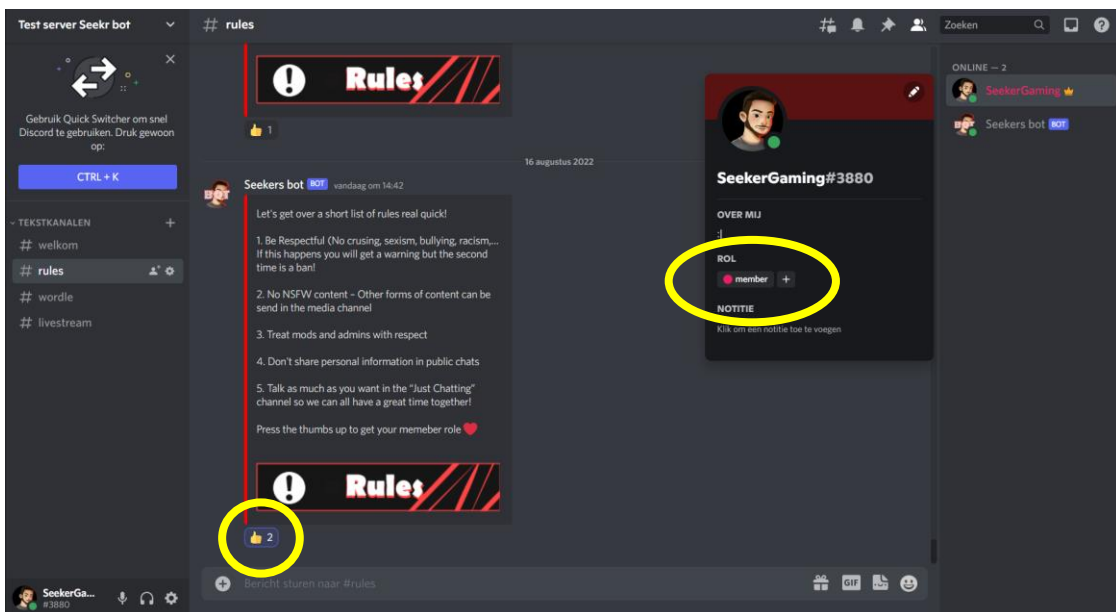 Test server Seekr bot
Gebruik Quick Switcher om snel
Discord te gebruiken. Druk gewoon
op:
CTRL + K
TEKSTKANALEN
# welkom
# rules
# wordle
# livestream
SeekerGa...
#3880
# rules
Zoeken
Rules
👍 1
16 augustus 2022
Seekers bot BOT vandaag om 14:42
Let's get over a short list of rules real quick!
1. Be Respectful (No crusing, sexism, bullying, racism,...
If this happens you will get a warning but the second
time is a ban!
2. No NSFW content – Other forms of content can be
send in the media channel
3. Treat mods and admins with respect
4. Don't share personal information in public chats
5. Talk as much as you want in the "Just Chatting"
channel so we can all have a great time together!
Press the thumbs up to get your memeber role ❤️
Rules
👍 2
Bericht sturen naar #rules
GIF
SeekerGaming#3880
OVER MIJ
:|
ROL
member +
NOTITIE
Klik om een notitie toe te voegen
ONLINE — 2
SeekerGaming
BOT
Seekers bot BOT